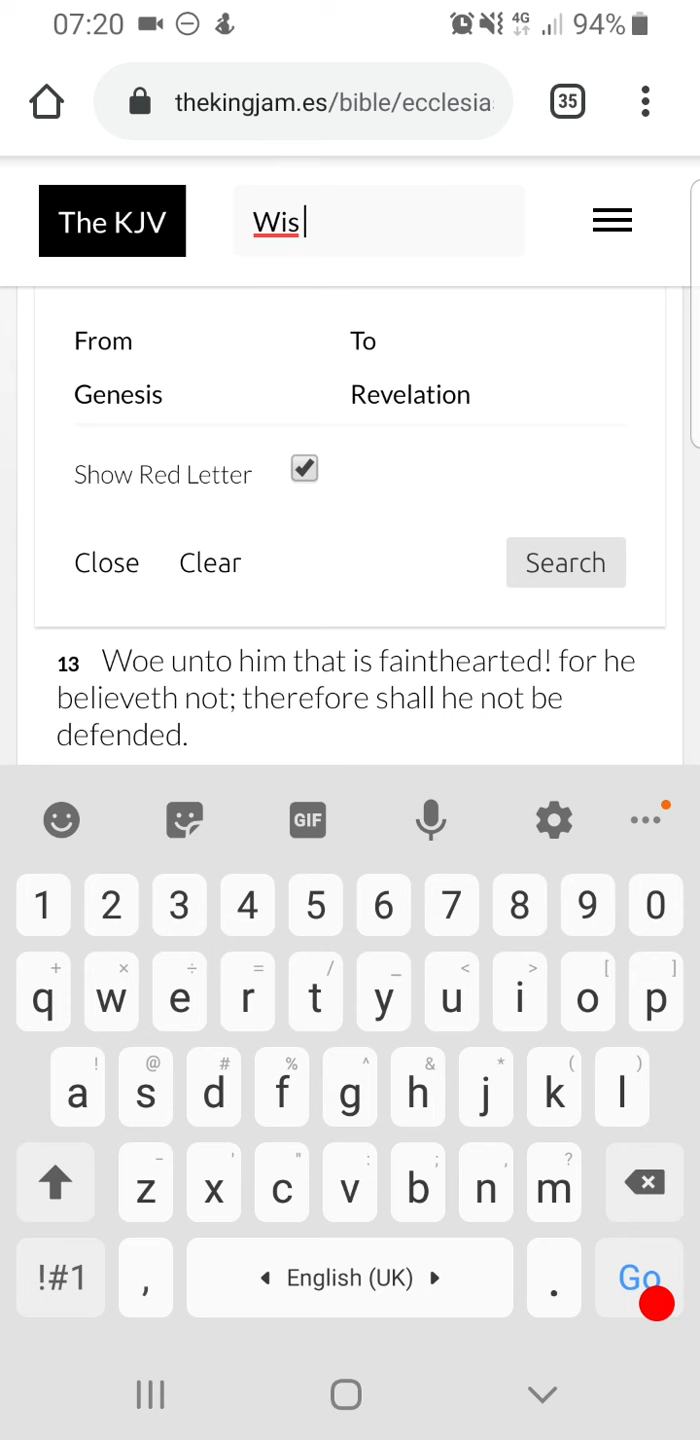 07:20 4G 94%
thekingjam.es/bible/ecclesia 35
The KJV Wis
From To
Genesis Revelation
Show Red Letter
Close Clear Search
13 Woe unto him that is fainthearted! for he
believeth not; therefore shall he not be
defended.
GIF
1 2 3 4 5 6 7 8 9 0
+ × ÷ = / _ < > [ ]
q w e r t y u i o p
! @ # % ^ & * ( )
a s d f g h j k l
- ' " : ; , ?
z x c v b n m
!#1 , English (UK) . Go